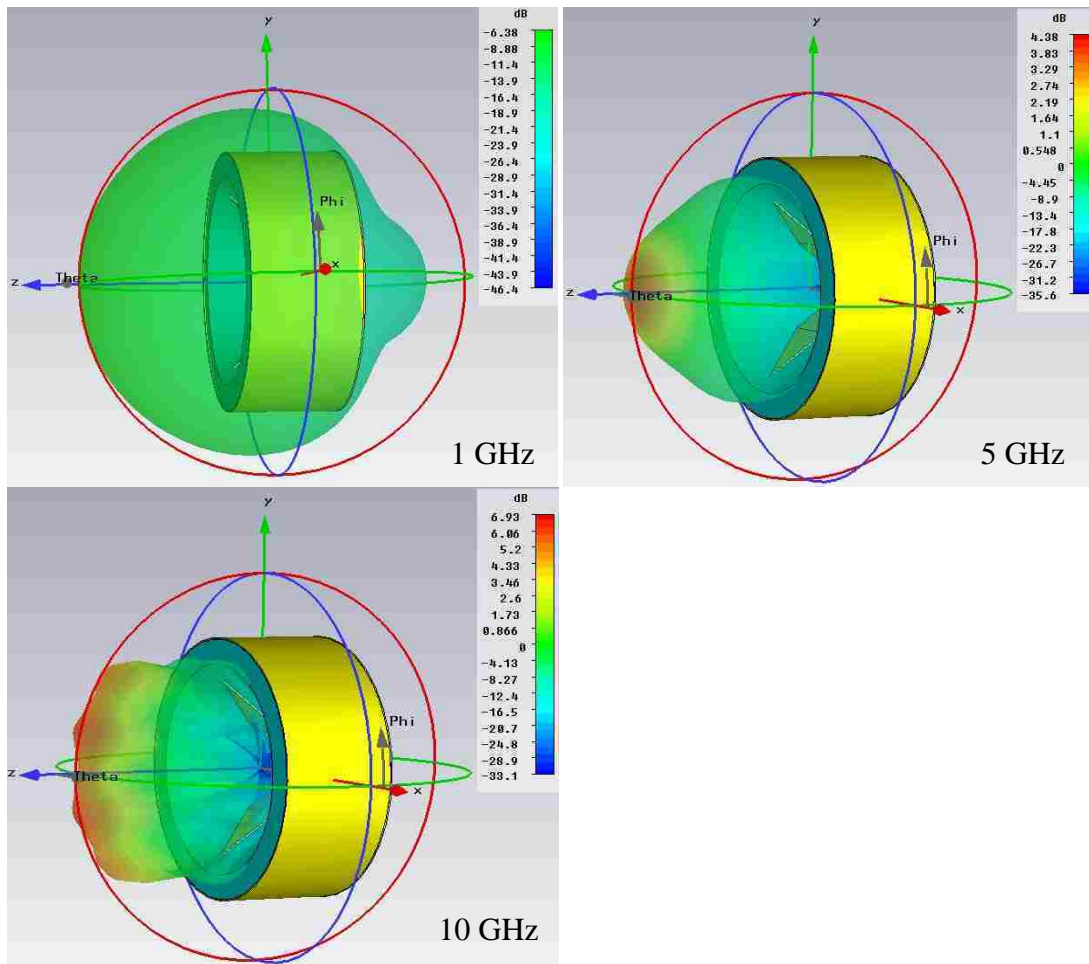 y
Phi
x
z
Theta
dB
-6.38
-8.88
-11.4
-13.9
-16.4
-18.9
-21.4
-23.9
-26.4
-28.9
-31.4
-33.9
-36.4
-38.9
-41.4
-43.9
-46.4
1 GHz
y
Phi
x
z
Theta
dB
4.38
3.83
3.29
2.74
2.19
1.64
1.1
0.548
0
-4.45
-8.9
-13.4
-17.8
-22.3
-26.7
-31.2
-35.6
5 GHz
y
Phi
x
z
Theta
dB
6.93
6.06
5.2
4.33
3.46
2.6
1.73
0.866
0
-4.13
-8.27
-12.4
-16.5
-20.7
-24.8
-28.9
-33.1
10 GHz